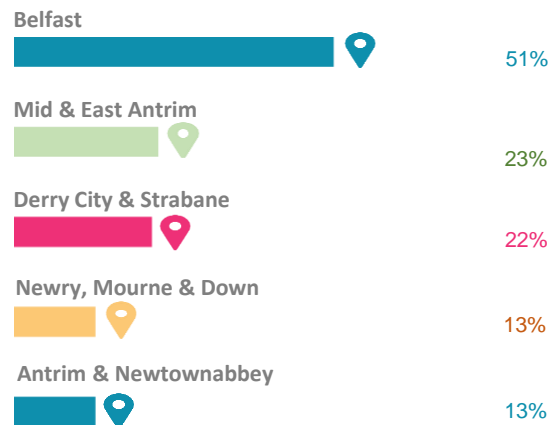 Belfast
51%
Mid & East Antrim
23%
Derry City & Strabane
22%
Newry, Mourne & Down
13%
Antrim & Newtownabbey
13%